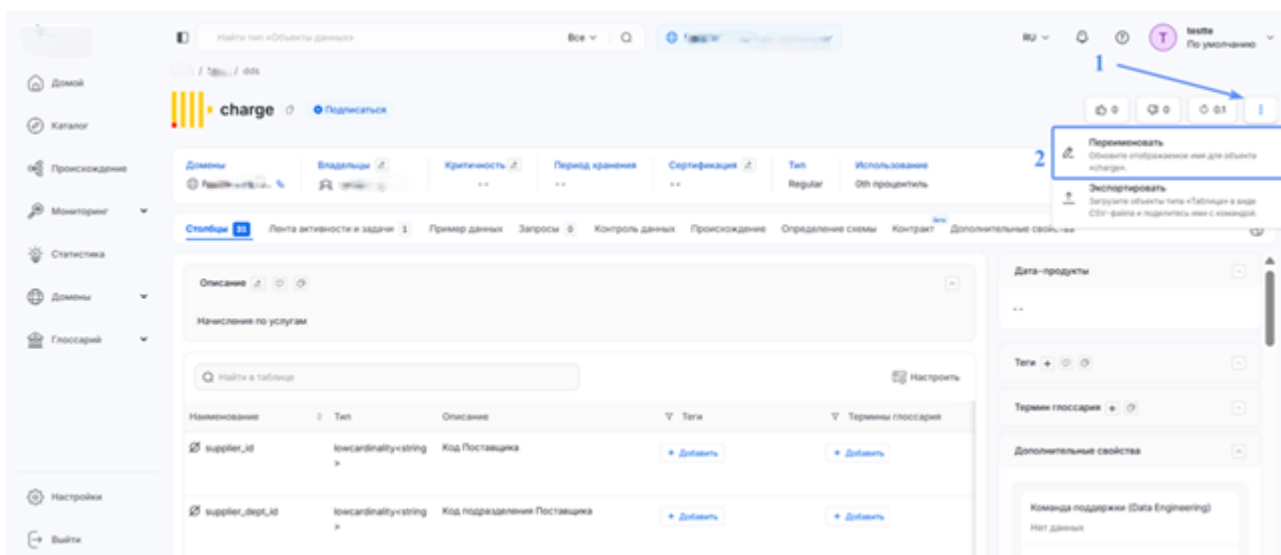 Найти тип «Объекты данных»
Все
RU
testte
По умолчанию
1
/ dds
Домой
charge
Подписаться
0
0
0.1
Каталог
2
Переименовать
Обновите отображаемое имя для объекта
«charge».
Экспортировать
Загрузите объекты типа «Таблица» в виде
CSV-файла и поделитесь ими с командой.
Происхождение
Домены
Владельцы
Критичность
Период хранения
Сертификация
Тип
Использование
--
--
--
Regular
0th процентиль
Мониторинг
Столбцы 31
Лента активности и задачи 1
Пример данных
Запросы 0
Контроль данных
Происхождение
Определение схемы
Контракт
Beta
Дополнительные свойства
Статистика
Домены
Глоссарий
Описание
Начисления по услугам
Дата-продукты
--
Найти в таблице
Настроить
Теги
Термин глоссария
Дополнительные свойства
Наименование
Тип
Описание
Теги
Термины глоссария
supplier_id
lowcardinality<string
>
Код Поставщика
+ Добавить
+ Добавить
supplier_dept_id
lowcardinality<string
>
Код подразделения Поставщика
+ Добавить
+ Добавить
Команда поддержки (Data Engineering)
Нет данных
Настройки
Выйти